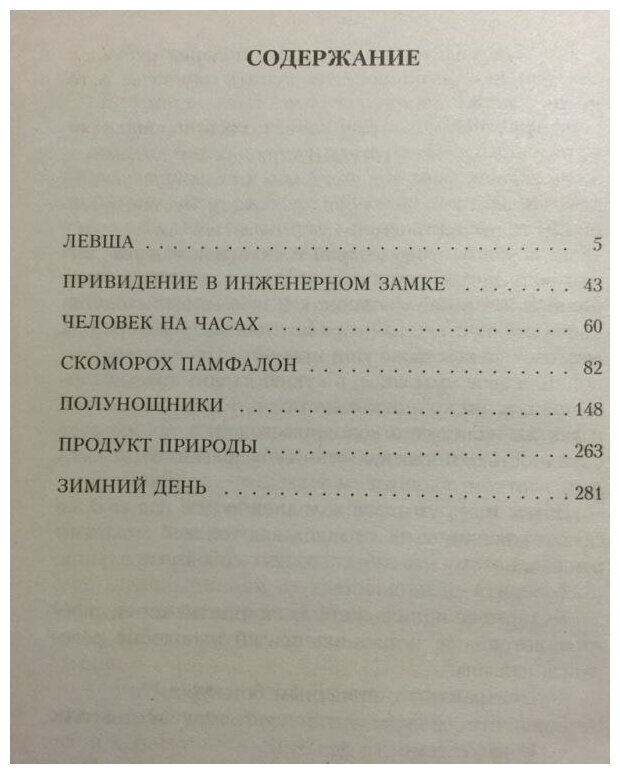 СОДЕРЖАНИЕ
ЛЕВША . . . . . . . . . . . . . . . . . . . . . . . . . . . . . . . . . 5
ПРИВИДЕНИЕ В ИНЖЕНЕРНОМ ЗАМКЕ . . . . . . . . 43
ЧЕЛОВЕК НА ЧАСАХ . . . . . . . . . . . . . . . . . . . . . . . 60
СКОМОРОХ ПАМФАЛОН . . . . . . . . . . . . . . . . . . . . 82
ПОЛУНОЩНИКИ . . . . . . . . . . . . . . . . . . . . . . . . . 148
ПРОДУКТ ПРИРОДЫ . . . . . . . . . . . . . . . . . . . . . . . 263
ЗИМНИЙ ДЕНЬ . . . . . . . . . . . . . . . . . . . . . . . . . . 281